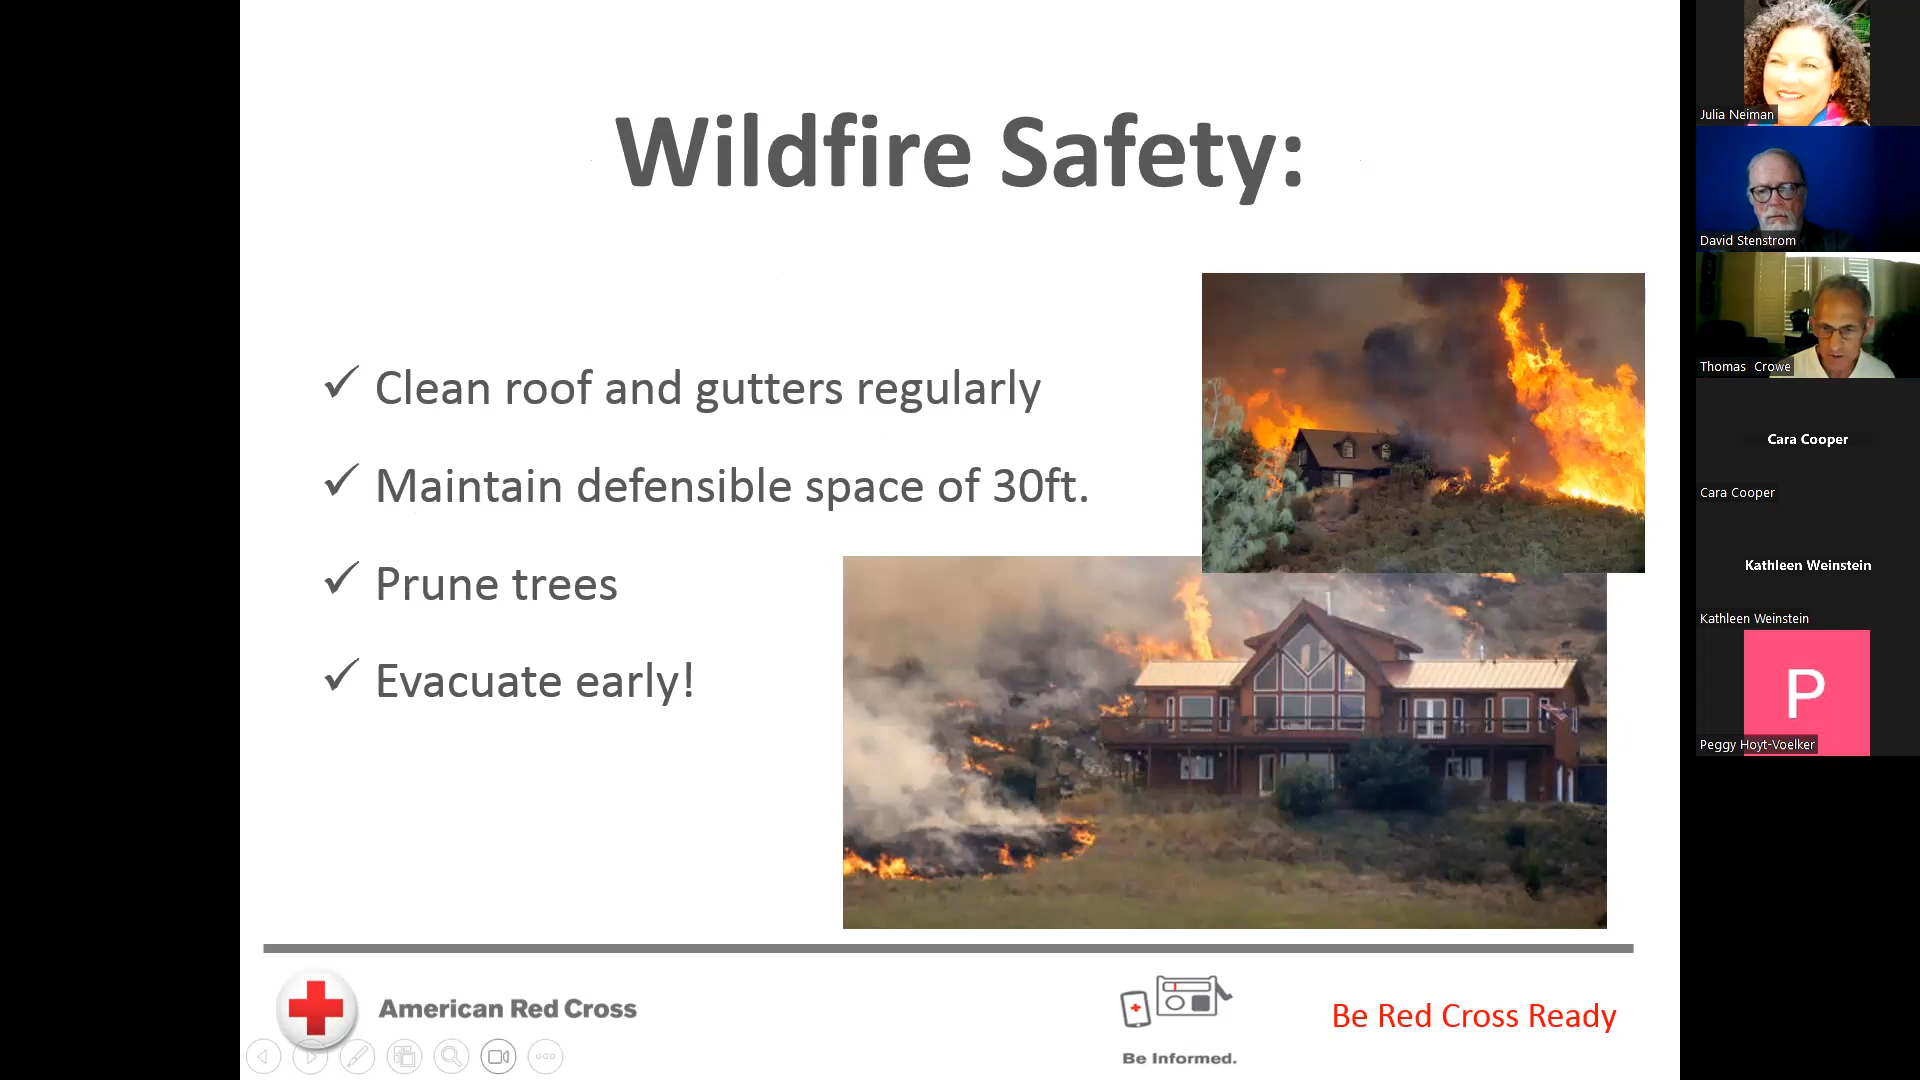 Wildfire Safety:
Clean roof and gutters regularly
Maintain defensible space of 30ft.
Prune trees
Evacuate early!
American Red Cross
Be Informed.
Be Red Cross Ready
Julia Neiman
David Stenstrom
Thomas Crowe
Cara Cooper
Cara Cooper
Kathleen Weinstein
Kathleen Weinstein
P
Peggy Hoyt-Voelker